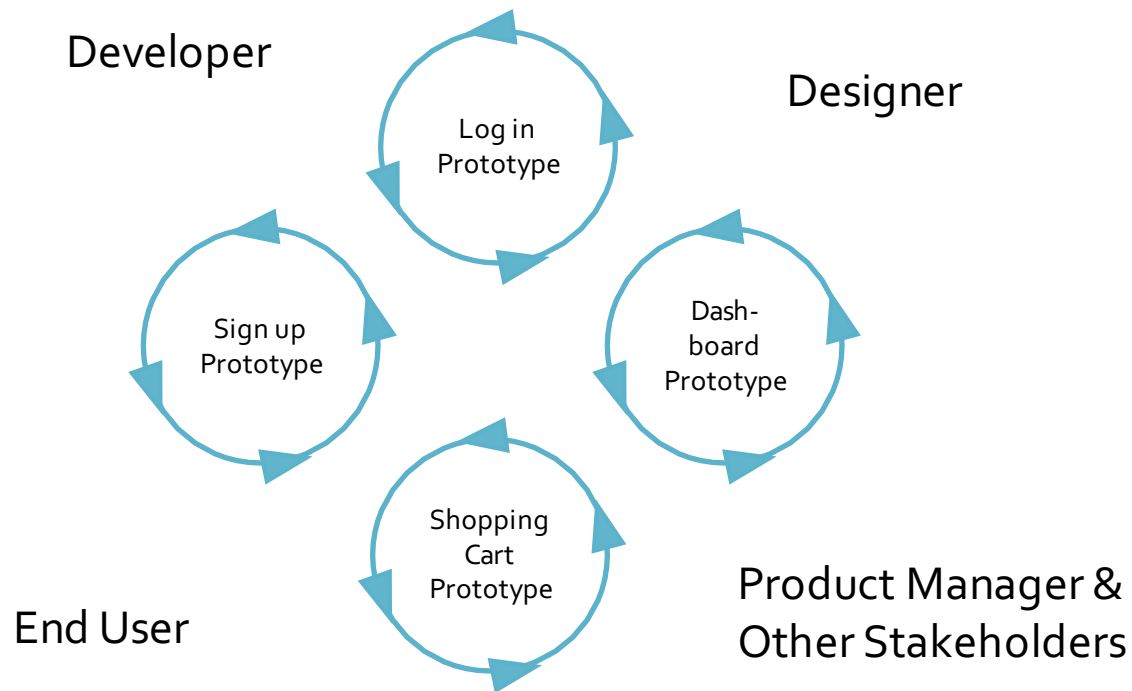 Developer
Designer
Log in
Prototype
Sign up
Prototype
Dash-
board
Prototype
Shopping
Cart
Prototype
End User
Product Manager &
Other Stakeholders